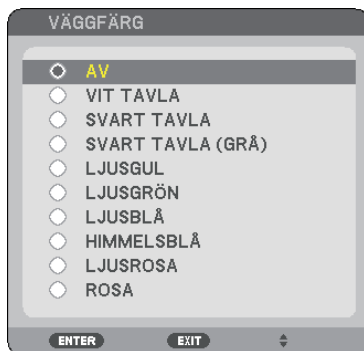 VÄGGFÄRG
AV
VIT TAVLA
SVART TAVLA
SVART TAVLA (GRÅ)
LJUSGUL
LJUSGRÖN
LJUSBLÅ
HIMMELSBLÅ
LJUSROSA
ROSA
ENTER EXIT